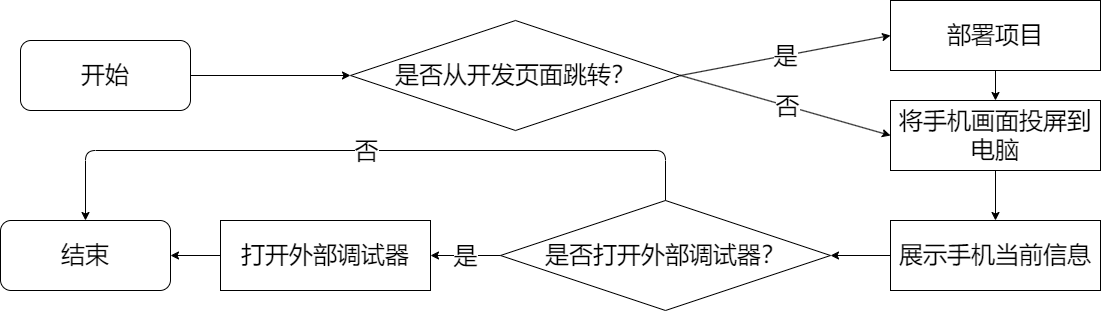 开始
是否从开发页面跳转？
是
部署项目
否
将手机画面投屏到
电脑
否
结束
打开外部调试器
是
是否打开外部调试器？
展示手机当前信息